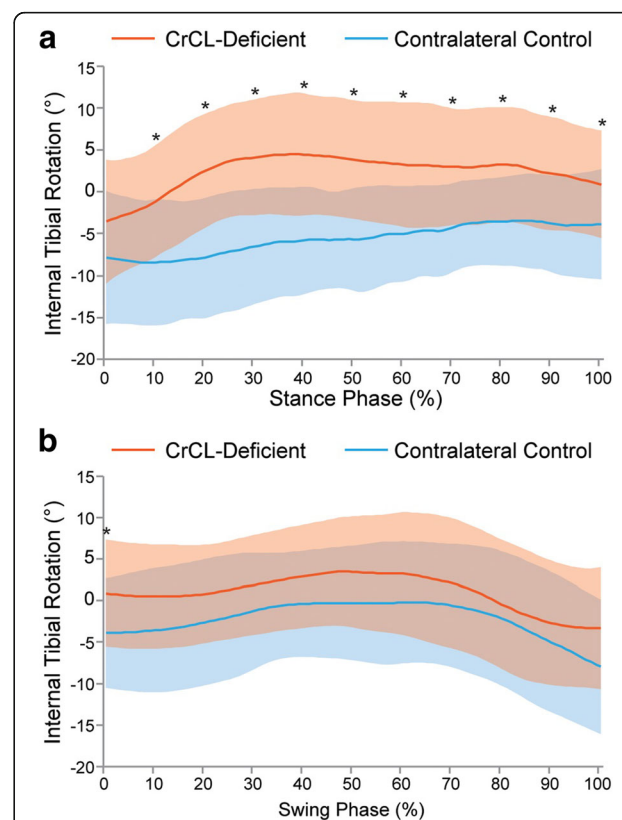 a
CrCL-Deficient Contralateral Control
Internal Tibial Rotation (°)
15
10
5
0
-5
-10
-15
-20
* * * * * * * * * *
0 10 20 30 40 50 60 70 80 90 100
Stance Phase (%)
b
CrCL-Deficient Contralateral Control
Internal Tibial Rotation (°)
15
10
5
0
-5
-10
-15
-20
*
0 10 20 30 40 50 60 70 80 90 100
Swing Phase (%)